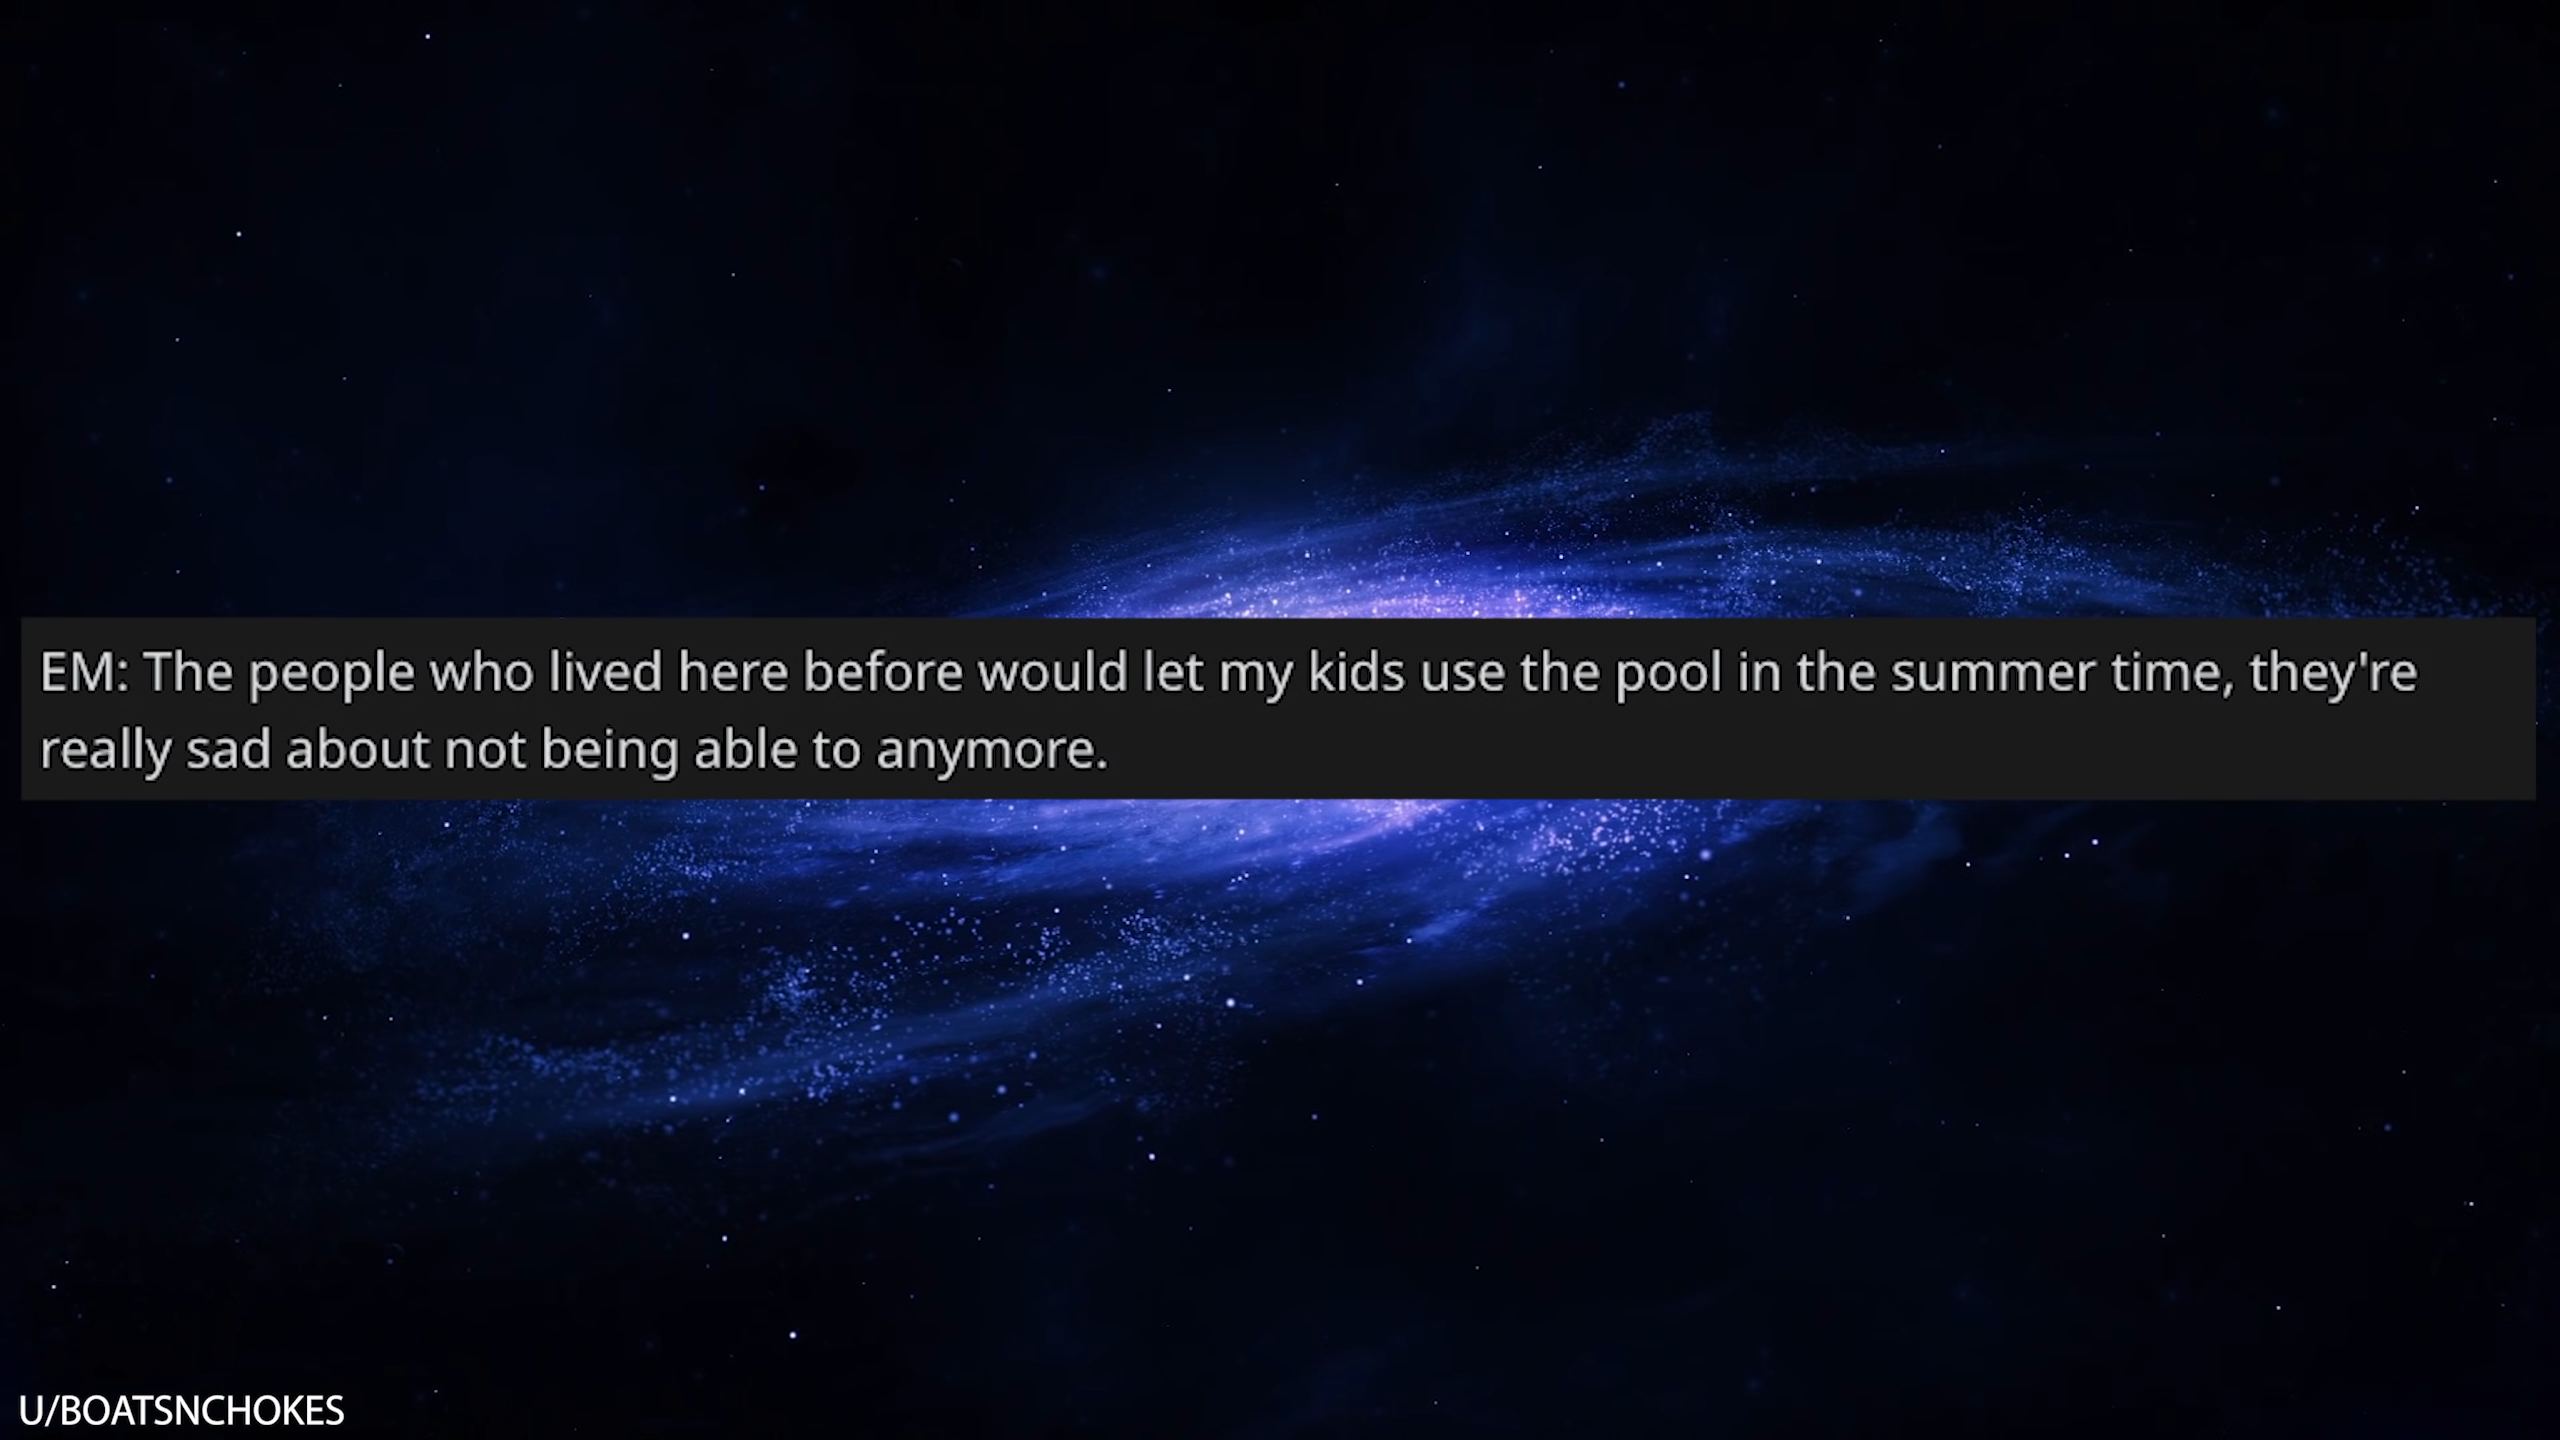 EM: The people who lived here before would let my kids use the pool in the summer time, they're
really sad about not being able to anymore.
U/BOATSNCHOKES